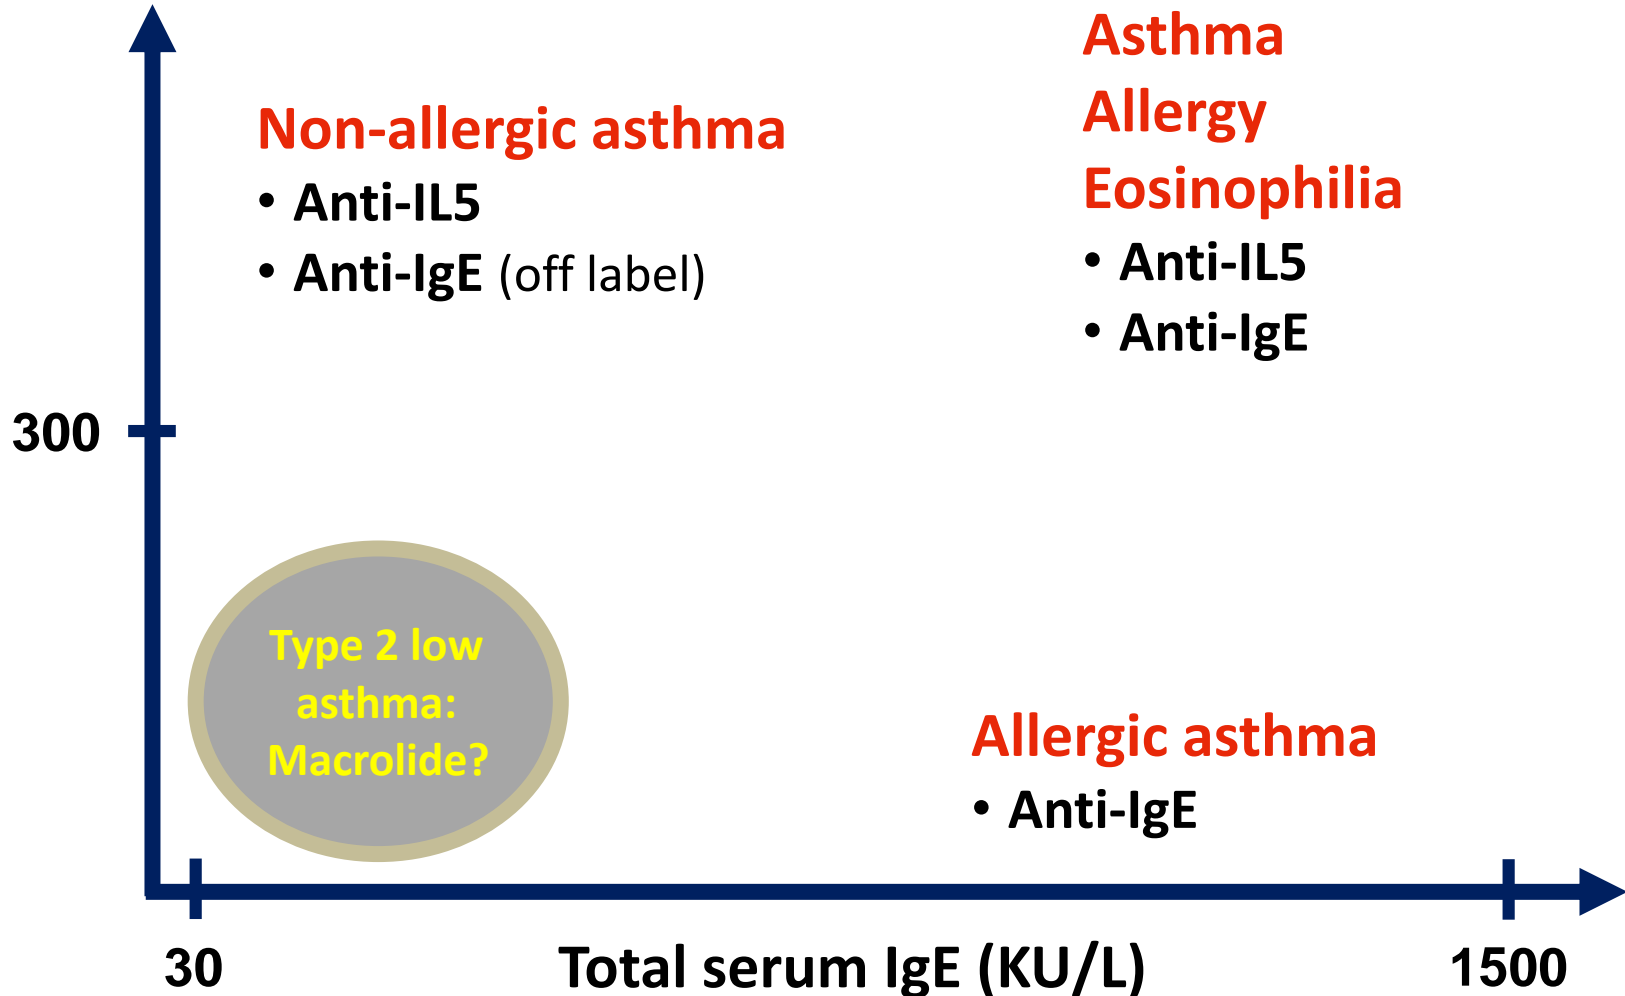 Non-allergic asthma
• Anti-IL5
• Anti-IgE (off label)
Asthma
Allergy
Eosinophilia
• Anti-IL5
• Anti-IgE
300
Type 2 low
asthma:
Macrolide?
Allergic asthma
• Anti-IgE
30
Total serum IgE (KU/L)
1500